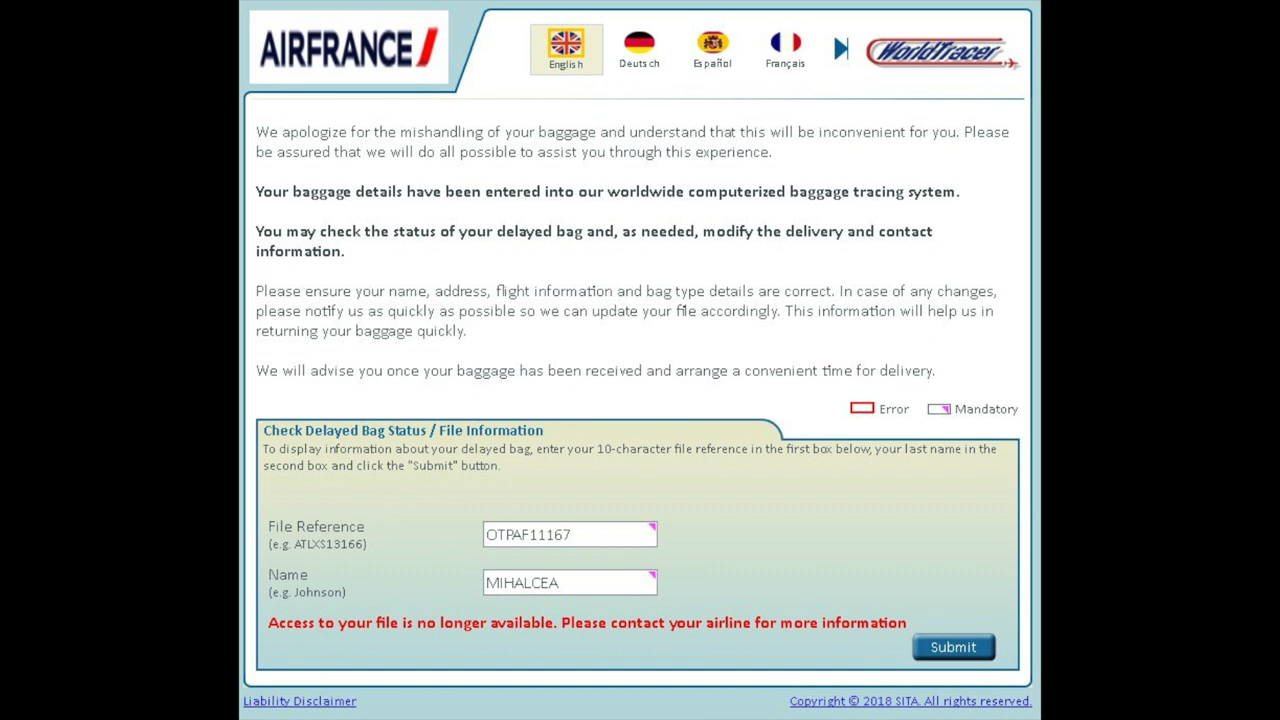 AIRFRANCE
English
Deutsch
Español
Français
WorldTracer
We apologize for the mishandling of your baggage and understand that this will be inconvenient for you. Please
be assured that we will do all possible to assist you through this experience.
Your baggage details have been entered into our worldwide computerized baggage tracing system.
You may check the status of your delayed bag and, as needed, modify the delivery and contact
information.
Please ensure your name, address, flight information and bag type details are correct. In case of any changes,
please notify us as quickly as possible so we can update your file accordingly. This information will help us in
returning your baggage quickly.
We will advise you once your baggage has been received and arrange a convenient time for delivery.
Error
Mandatory
Check Delayed Bag Status / File Information
To display information about your delayed bag, enter your 10-character file reference in the first box below, your last name in the
second box and click the "Submit" button.
File Reference
(e.g. ATLXS13166)
OTPAF11167
Name
(e.g. Johnson)
MIHALCEA
Access to your file is no longer available. Please contact your airline for more information
Submit
Liability Disclaimer
Copyright © 2018 SITA. All rights reserved.